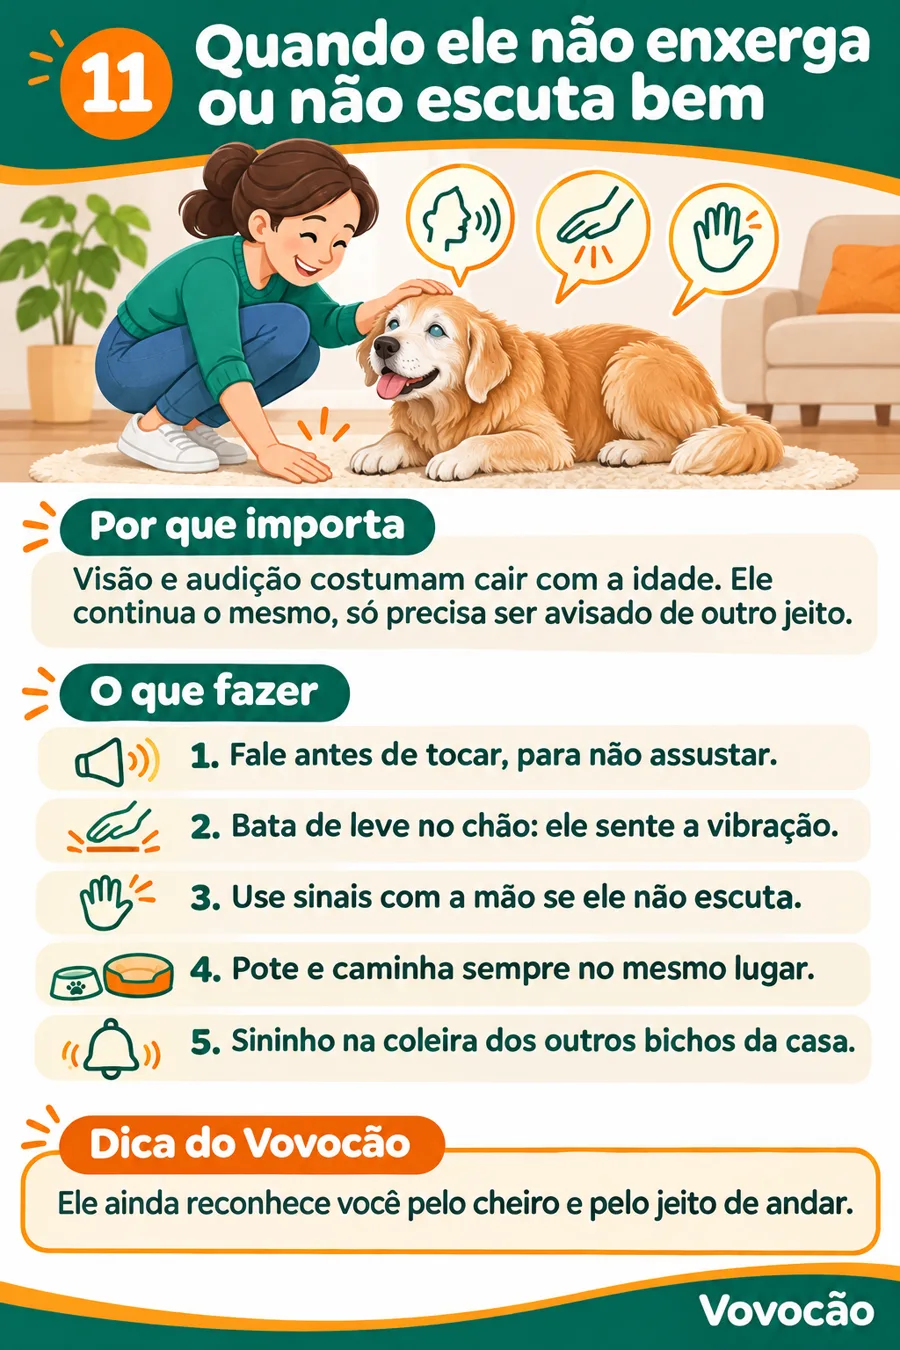 11
Quando ele não enxerga
ou não escuta bem
Por que importa
Visão e audição costumam cair com a idade. Ele
continua o mesmo, só precisa ser avisado de outro jeito.
O que fazer
1. Fale antes de tocar, para não assustar.
2. Bata de leve no chão: ele sente a vibração.
3. Use sinais com a mão se ele não escuta.
4. Pote e caminha sempre no mesmo lugar.
5. Sininho na coleira dos outros bichos da casa.
Dica do Vovocão
Ele ainda reconhece você pelo cheiro e pelo jeito de andar.
Vovocão